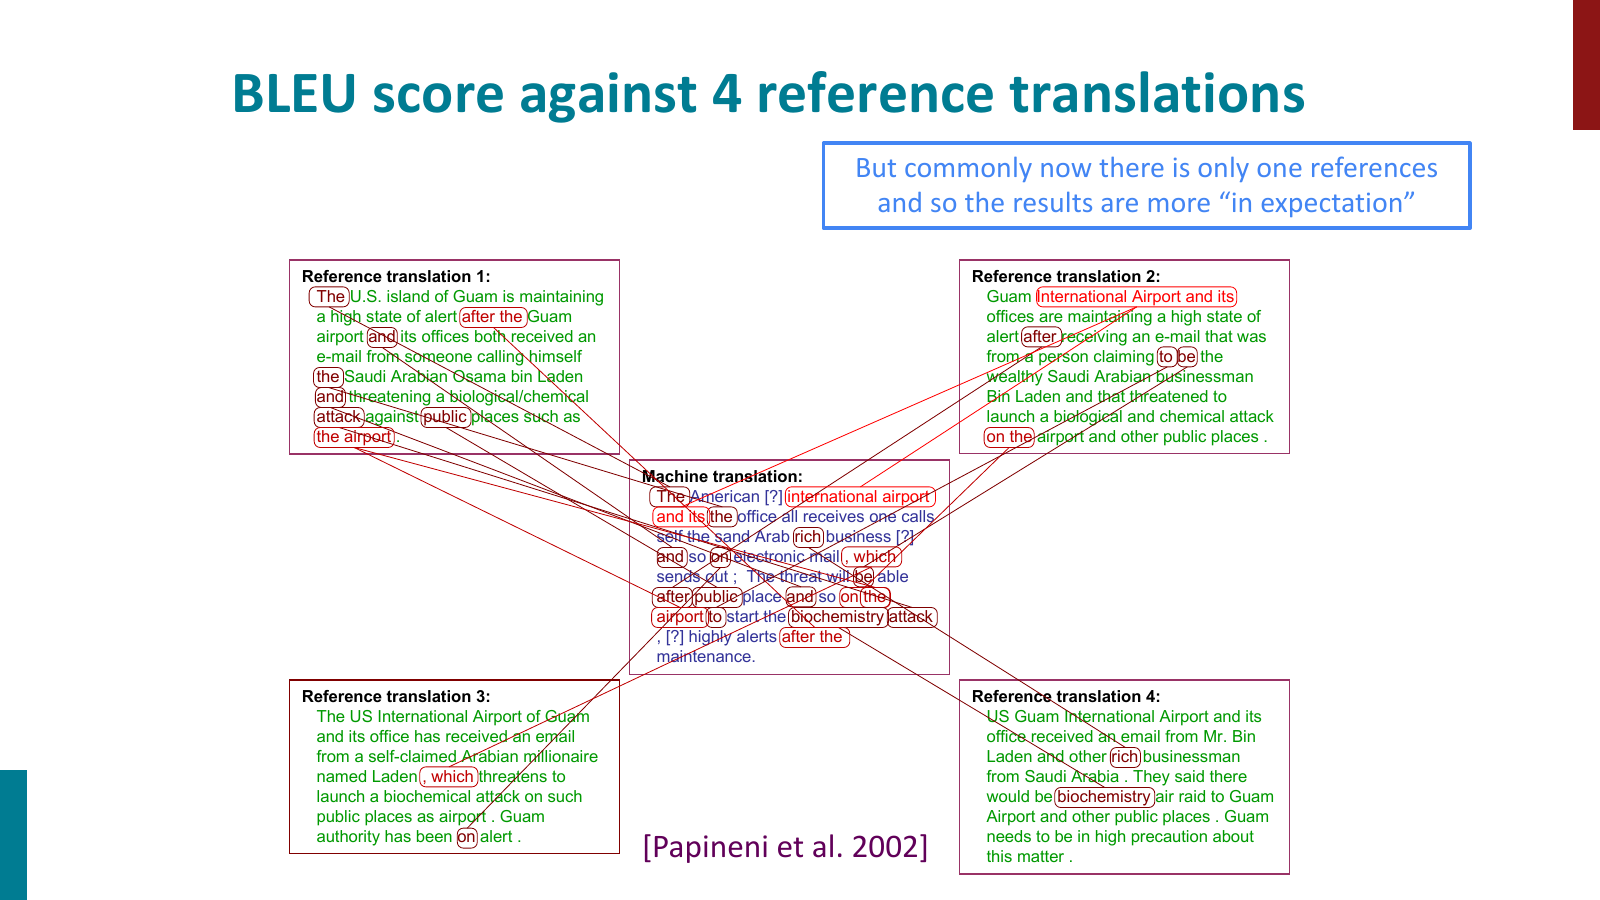 BLEU score against 4 reference translations
But commonly now there is only one references
and so the results are more “in expectation”
Reference translation 1:
The U.S. island of Guam is maintaining
a high state of alert after the Guam
airport and its offices both received an
e-mail from someone calling himself
the Saudi Arabian Osama bin Laden
and threatening a biological/chemical
attack against public places such as
the airport .
Reference translation 2:
Guam International Airport and its
offices are maintaining a high state of
alert after receiving an e-mail that was
from a person claiming to be the
wealthy Saudi Arabian businessman
Bin Laden and that threatened to
launch a biological and chemical attack
on the airport and other public places .
Machine translation:
The American [?] international airport
and its the office all receives one calls
self the sand Arab rich business [?]
and so on electronic mail , which
sends out ; The threat will be able
after public place and so on the
airport to start the biochemistry attack
, [?] highly alerts after the
maintenance.
Reference translation 3:
The US International Airport of Guam
and its office has received an email
from a self-claimed Arabian millionaire
named Laden , which threatens to
launch a biochemical attack on such
public places as airport . Guam
authority has been on alert .
Reference translation 4:
US Guam International Airport and its
office received an email from Mr. Bin
Laden and other rich businessman
from Saudi Arabia . They said there
would be biochemistry air raid to Guam
Airport and other public places . Guam
needs to be in high precaution about
this matter .
[Papineni et al. 2002]